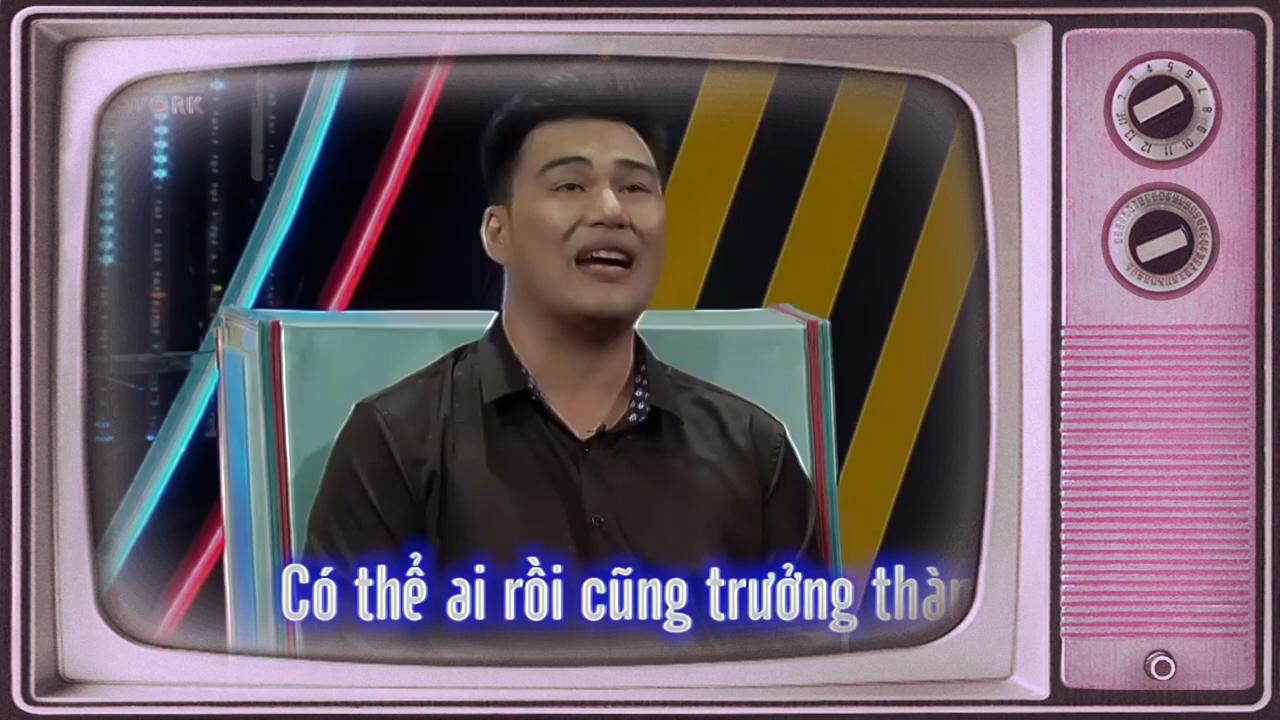 WORK
Có thể ai rồi cũng trưởng thàn